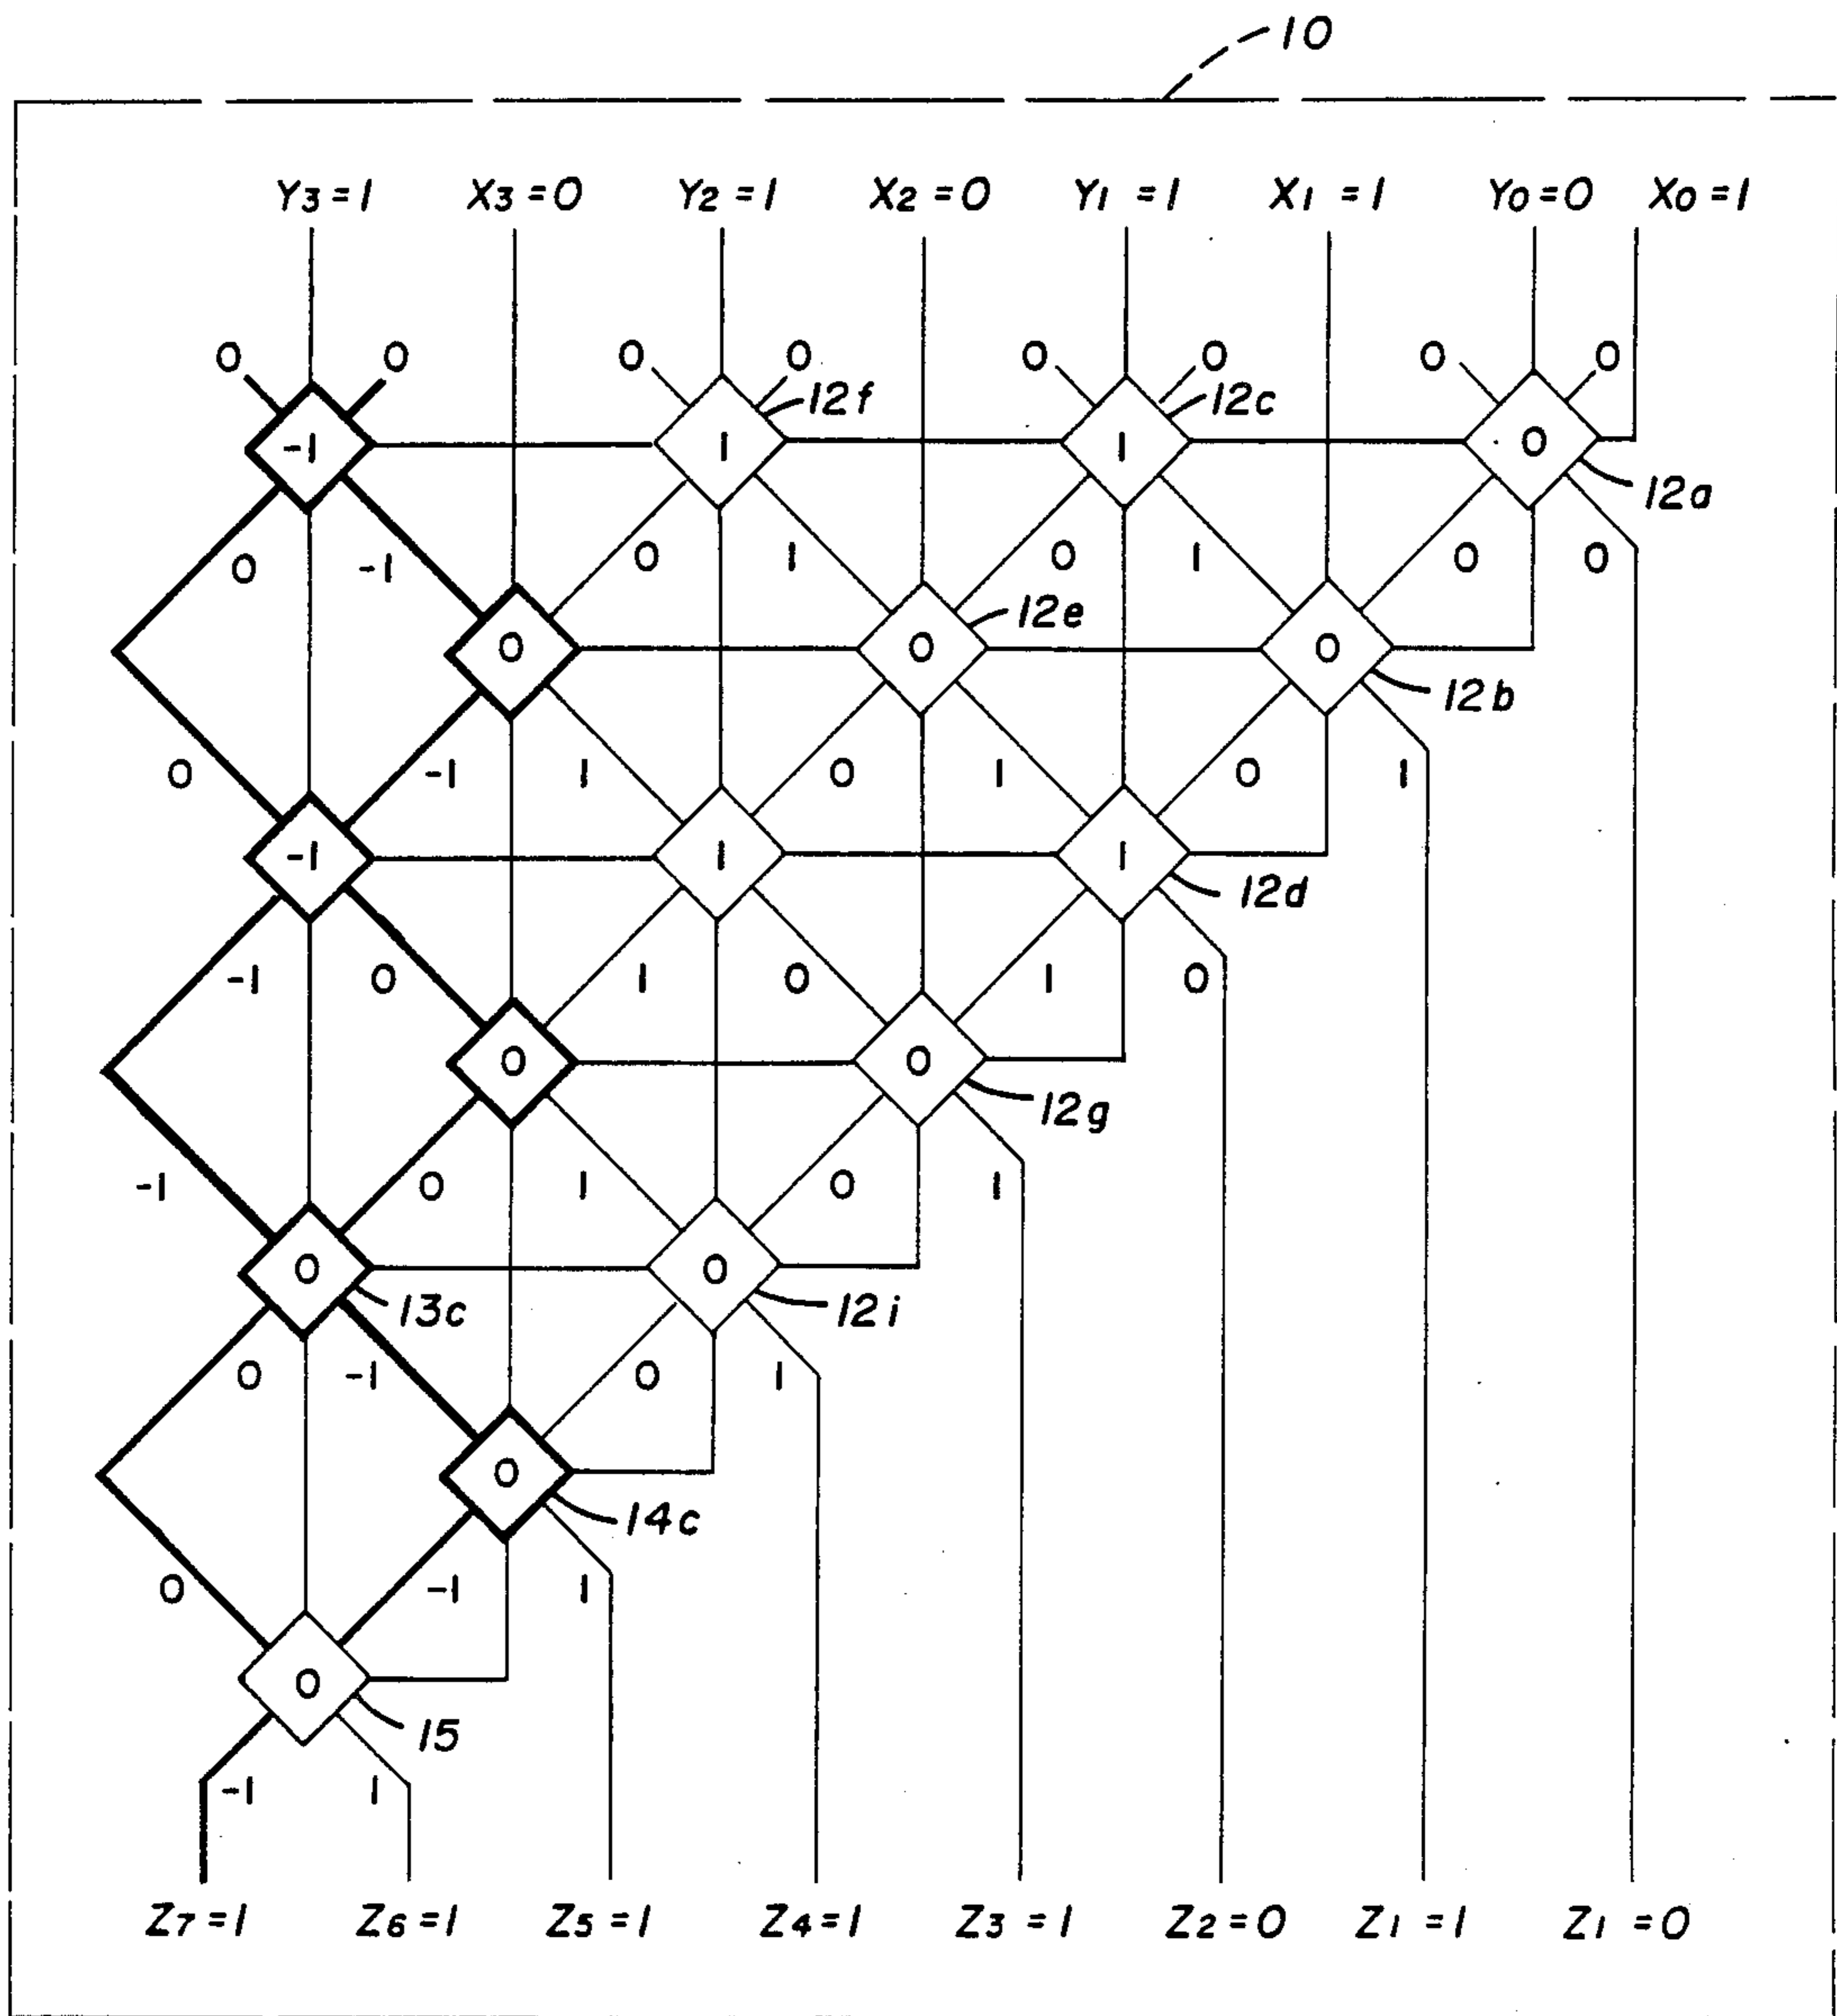 10
Y3=1 X3=0 Y2=1 X2=0 Y1=1 X1=1 Y0=0 X0=1
0 0 0 0 0 0 0 0
12f 12c
-1 1 1 0
12a
0 -1 0 1 0 1 0 0
12e
0 0 0
12b
0 -1 1 0 1 0 1
-1 1 1
12d
-1 0 1 0 1 0
0 0
12g
-1 0 1 0 1
0 0
13c 12i
0 -1 0 1
0
14c
0 -1 1
0
15
-1 1
Z7=1 Z6=1 Z5=1 Z4=1 Z3=1 Z2=0 Z1=1 Z1=0